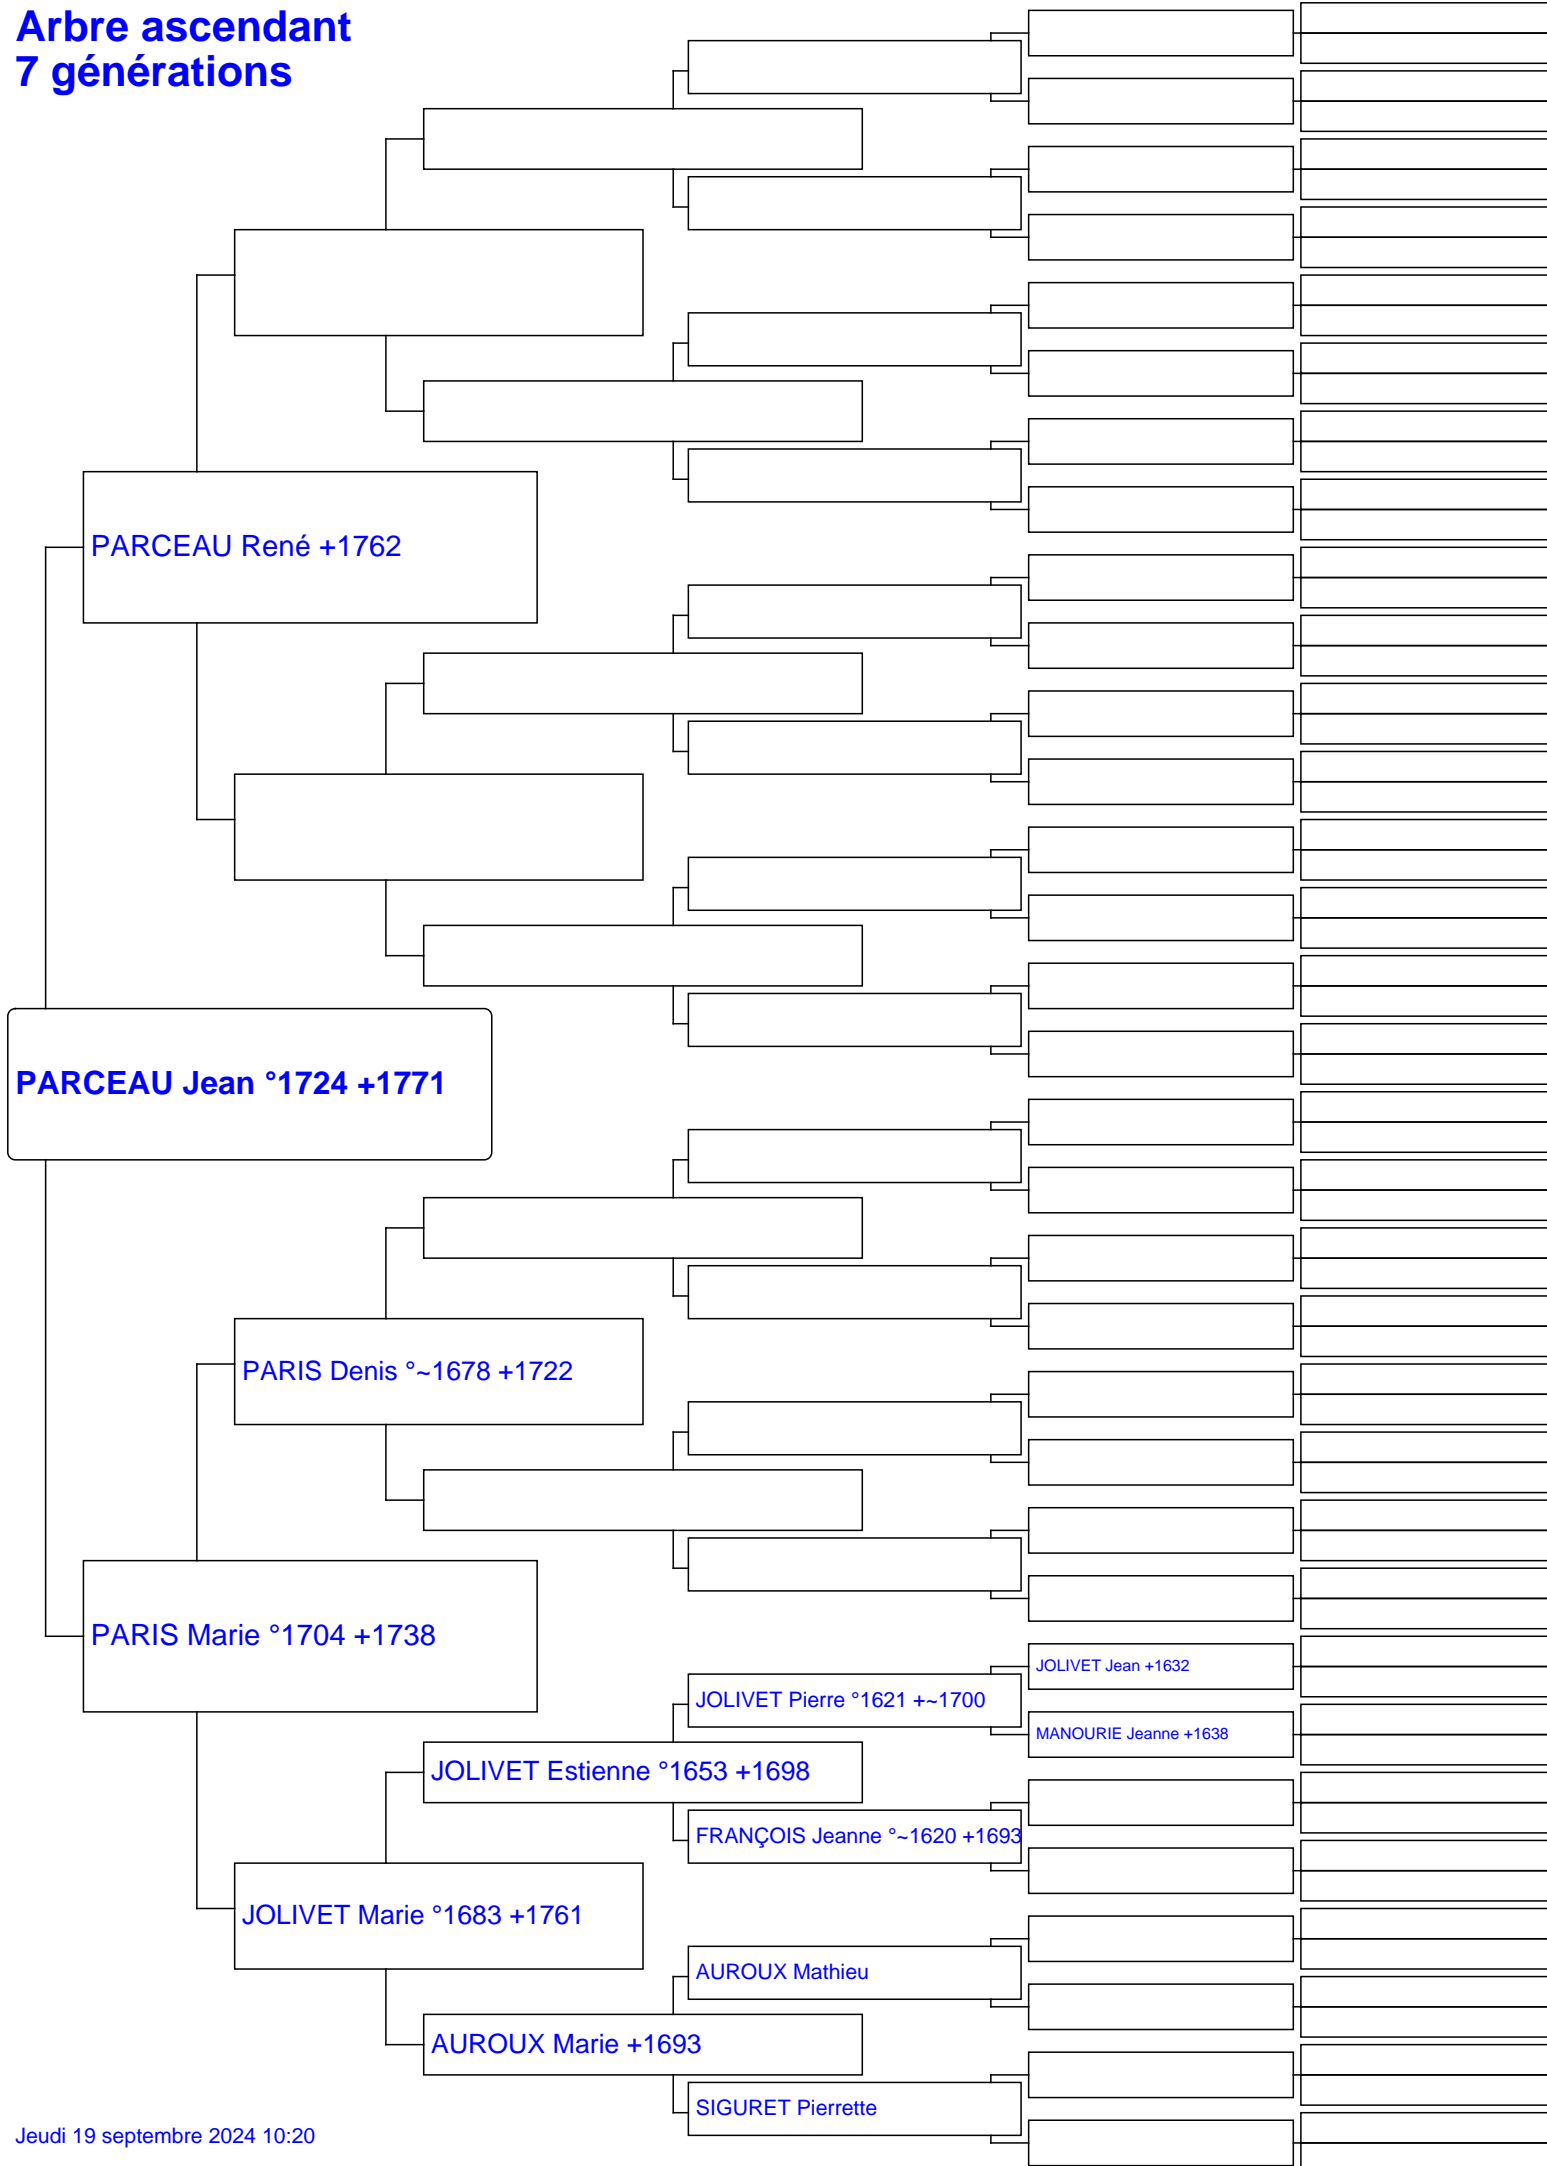 Arbre ascendant
7 générations
PARCEAU René +1762
PARCEAU Jean °1724 +1771
PARIS Denis °~1678 +1722
PARIS Marie °1704 +1738
JOLIVET Jean +1632
JOLIVET Pierre °1621 +~1700
MANOURIE Jeanne +1638
JOLIVET Estienne °1653 +1698
FRANÇOIS Jeanne °~1620 +1693
JOLIVET Marie °1683 +1761
AUROUX Mathieu
AUROUX Marie +1693
SIGURET Pierrette
Jeudi 19 septembre 2024 10:20